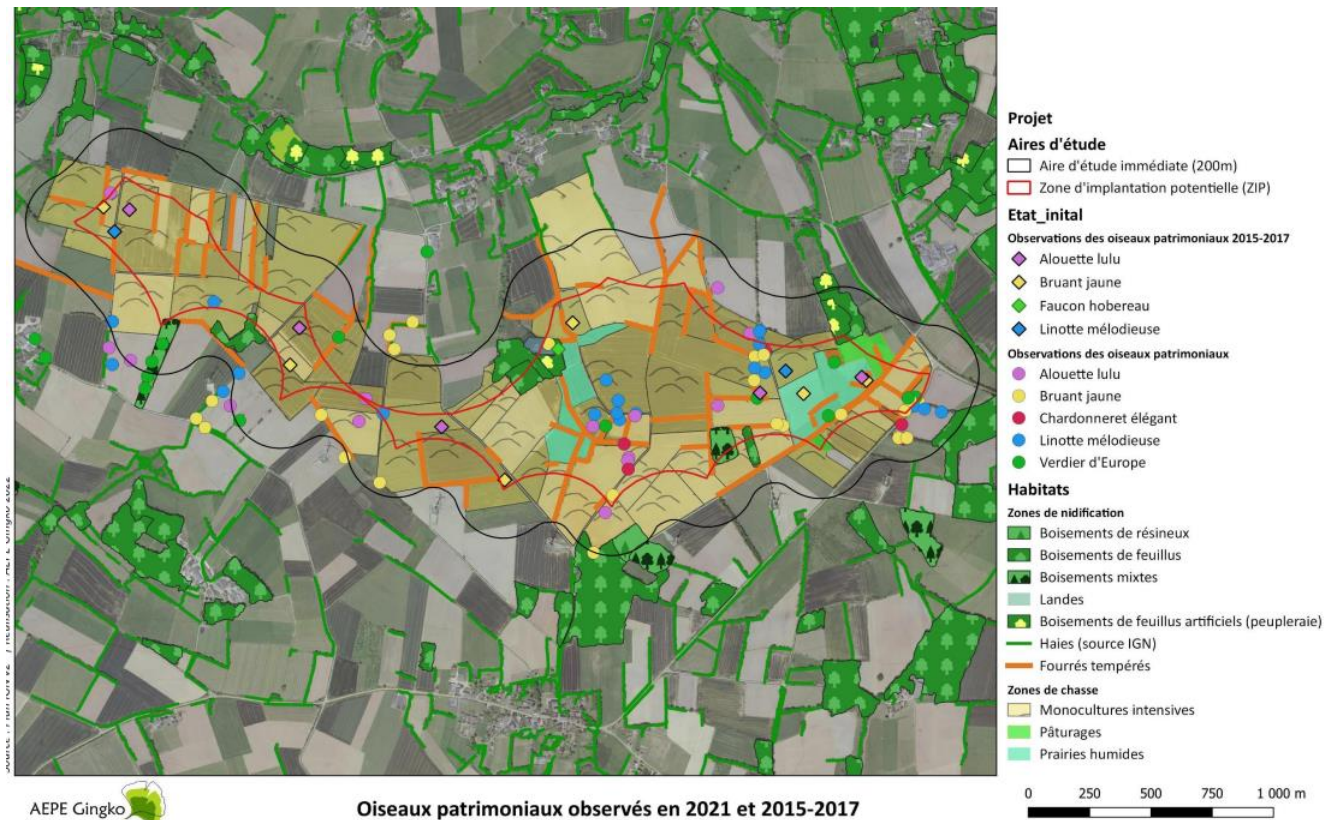 Projet
Aires d'étude
Aire d'étude immédiate (200m)
Zone d'implantation potentielle (ZIP)
Etat_inital
Observations des oiseaux patrimoniaux 2015-2017
Alouette lulu
Bruant jaune
Faucon hobereau
Linotte mélodieuse
Observations des oiseaux patrimoniaux
Alouette lulu
Bruant jaune
Chardonneret élégant
Linotte mélodieuse
Verdier d'Europe
Habitats
Zones de nidification
Boisements de résineux
Boisements de feuillus
Boisements mixtes
Landes
Boisements de feuillus artificiels (peupleraie)
Haies (source IGN)
Fourrés tempérés
Zones de chasse
Monocultures intensives
Pâturages
Prairies humides
0 250 500 750 1 000 m
AEPE Gingko
Oiseaux patrimoniaux observés en 2021 et 2015-2017